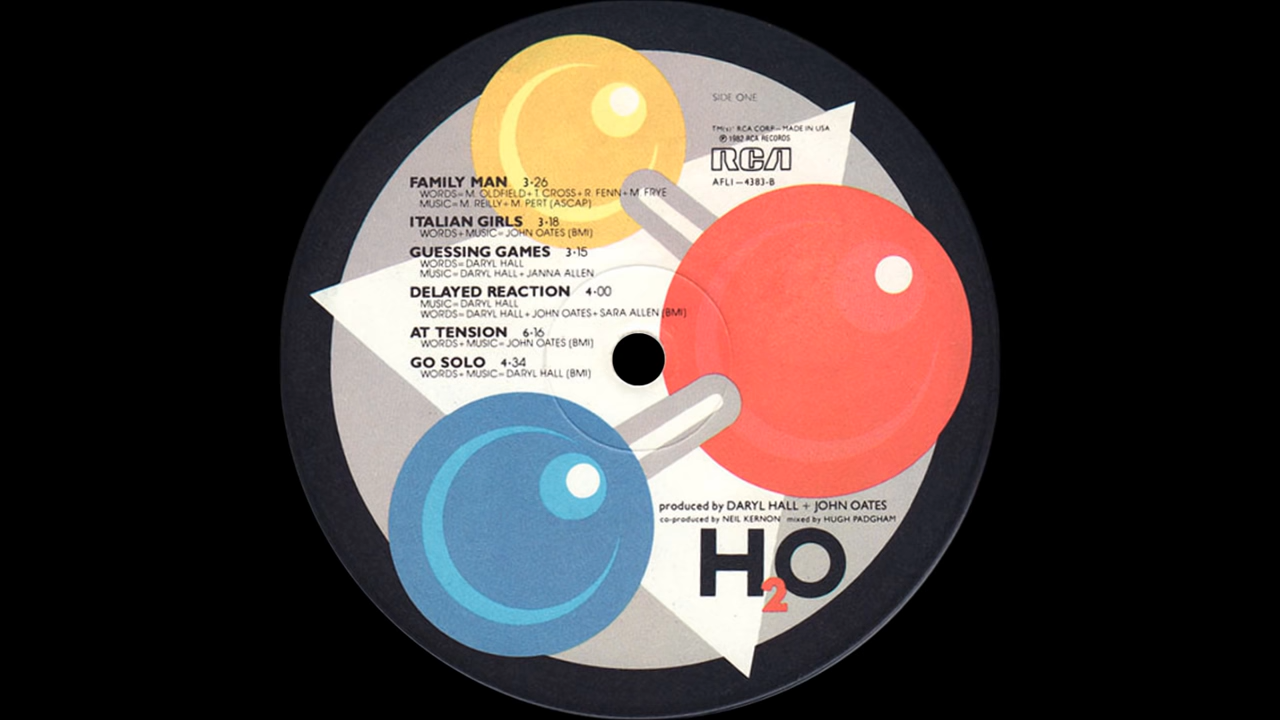 SIDE ONE
TM(s)® RCA CORP—MADE IN USA
℗ 1982 RCA RECORDS
RCA
AFLI—4383-B
FAMILY MAN 3·26
WORDS=M. OLDFIELD+T. CROSS+R. FENN+M. FRYE
MUSIC=M. REILLY+M. PERT (ASCAP)
ITALIAN GIRLS 3·18
WORDS+MUSIC=JOHN OATES (BMI)
GUESSING GAMES 3·15
WORDS=DARYL HALL
MUSIC=DARYL HALL+JANNA ALLEN
DELAYED REACTION 4·00
MUSIC=DARYL HALL
WORDS=DARYL HALL+JOHN OATES+SARA ALLEN (BMI)
AT TENSION 6·16
WORDS+MUSIC=JOHN OATES (BMI)
GO SOLO 4·34
WORDS+MUSIC=DARYL HALL (BMI)
produced by DARYL HALL + JOHN OATES
co-produced by NEIL KERNON mixed by HUGH PADGHAM
H2O